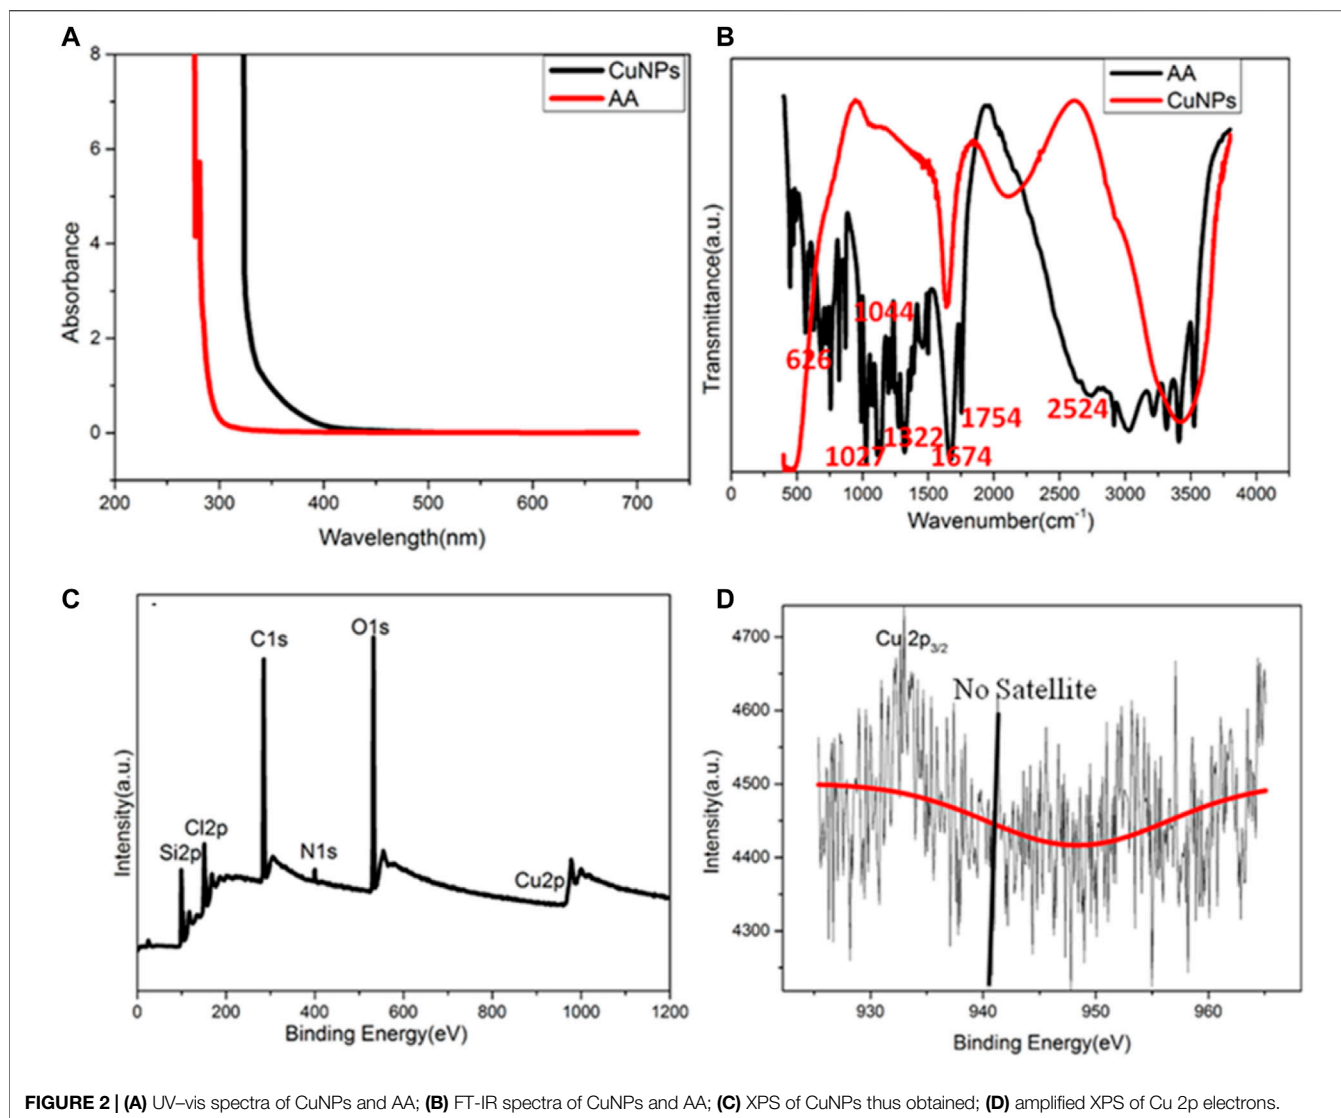 A
8
6
4
2
0
Absorbance
CuNPs
AA
200 300 400 500 600 700
Wavelength(nm)
B
Transmittance(a.u.)
AA
CuNPs
1044
626
1754
2524
1322
1027
1674
0 500 1000 1500 2000 2500 3000 3500 4000
Wavenumber(cm⁻¹)
C
Intensity(a.u.)
O1s
C1s
Cl2p
Si2p
N1s
Cu2p
0 200 400 600 800 1000 1200
Binding Energy(eV)
D
4700
4600
4500
4400
4300
Intensity(a.u.)
Cu 2p3/2
No Satellite
930 940 950 960
Binding Energy(eV)
FIGURE 2 | (A) UV–vis spectra of CuNPs and AA; (B) FT-IR spectra of CuNPs and AA; (C) XPS of CuNPs thus obtained; (D) amplified XPS of Cu 2p electrons.